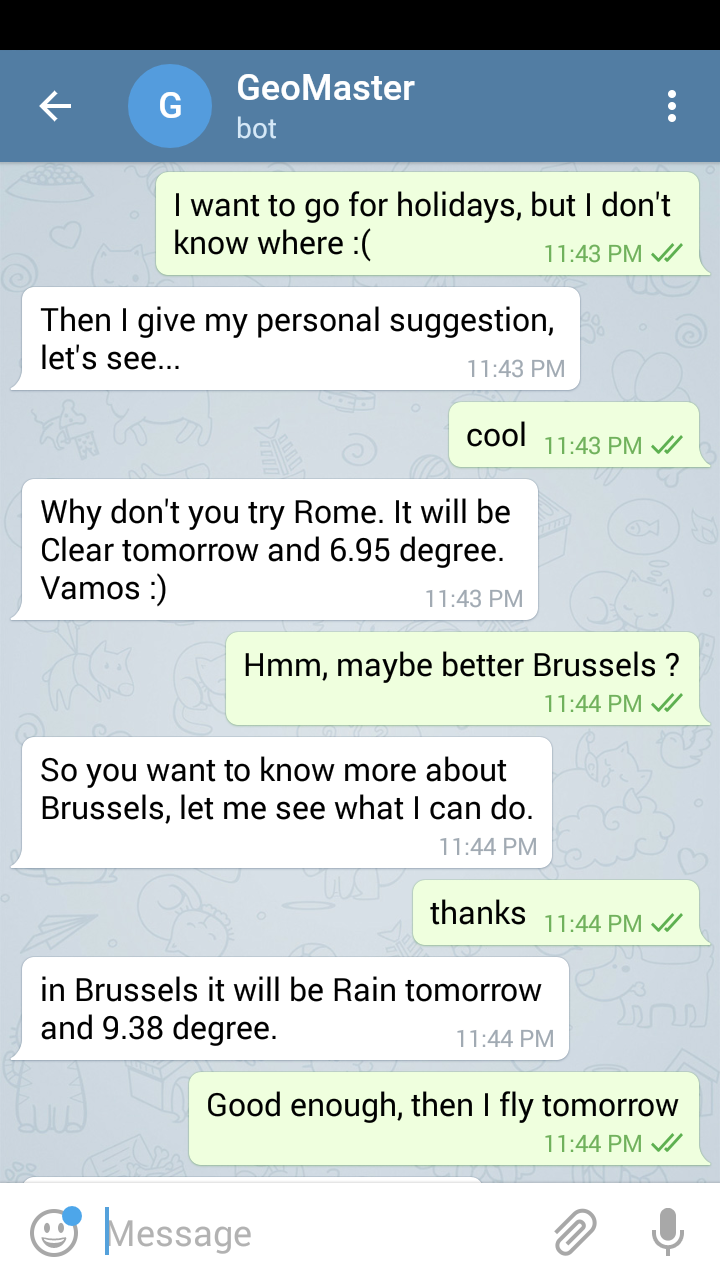 G
GeoMaster
bot
I want to go for holidays, but I don't
know where :(
11:43 PM
Then I give my personal suggestion,
let's see...
11:43 PM
cool
11:43 PM
Why don't you try Rome. It will be
Clear tomorrow and 6.95 degree.
Vamos :)
11:43 PM
Hmm, maybe better Brussels ?
11:44 PM
So you want to know more about
Brussels, let me see what I can do.
11:44 PM
thanks
11:44 PM
in Brussels it will be Rain tomorrow
and 9.38 degree.
11:44 PM
Good enough, then I fly tomorrow
11:44 PM
Message